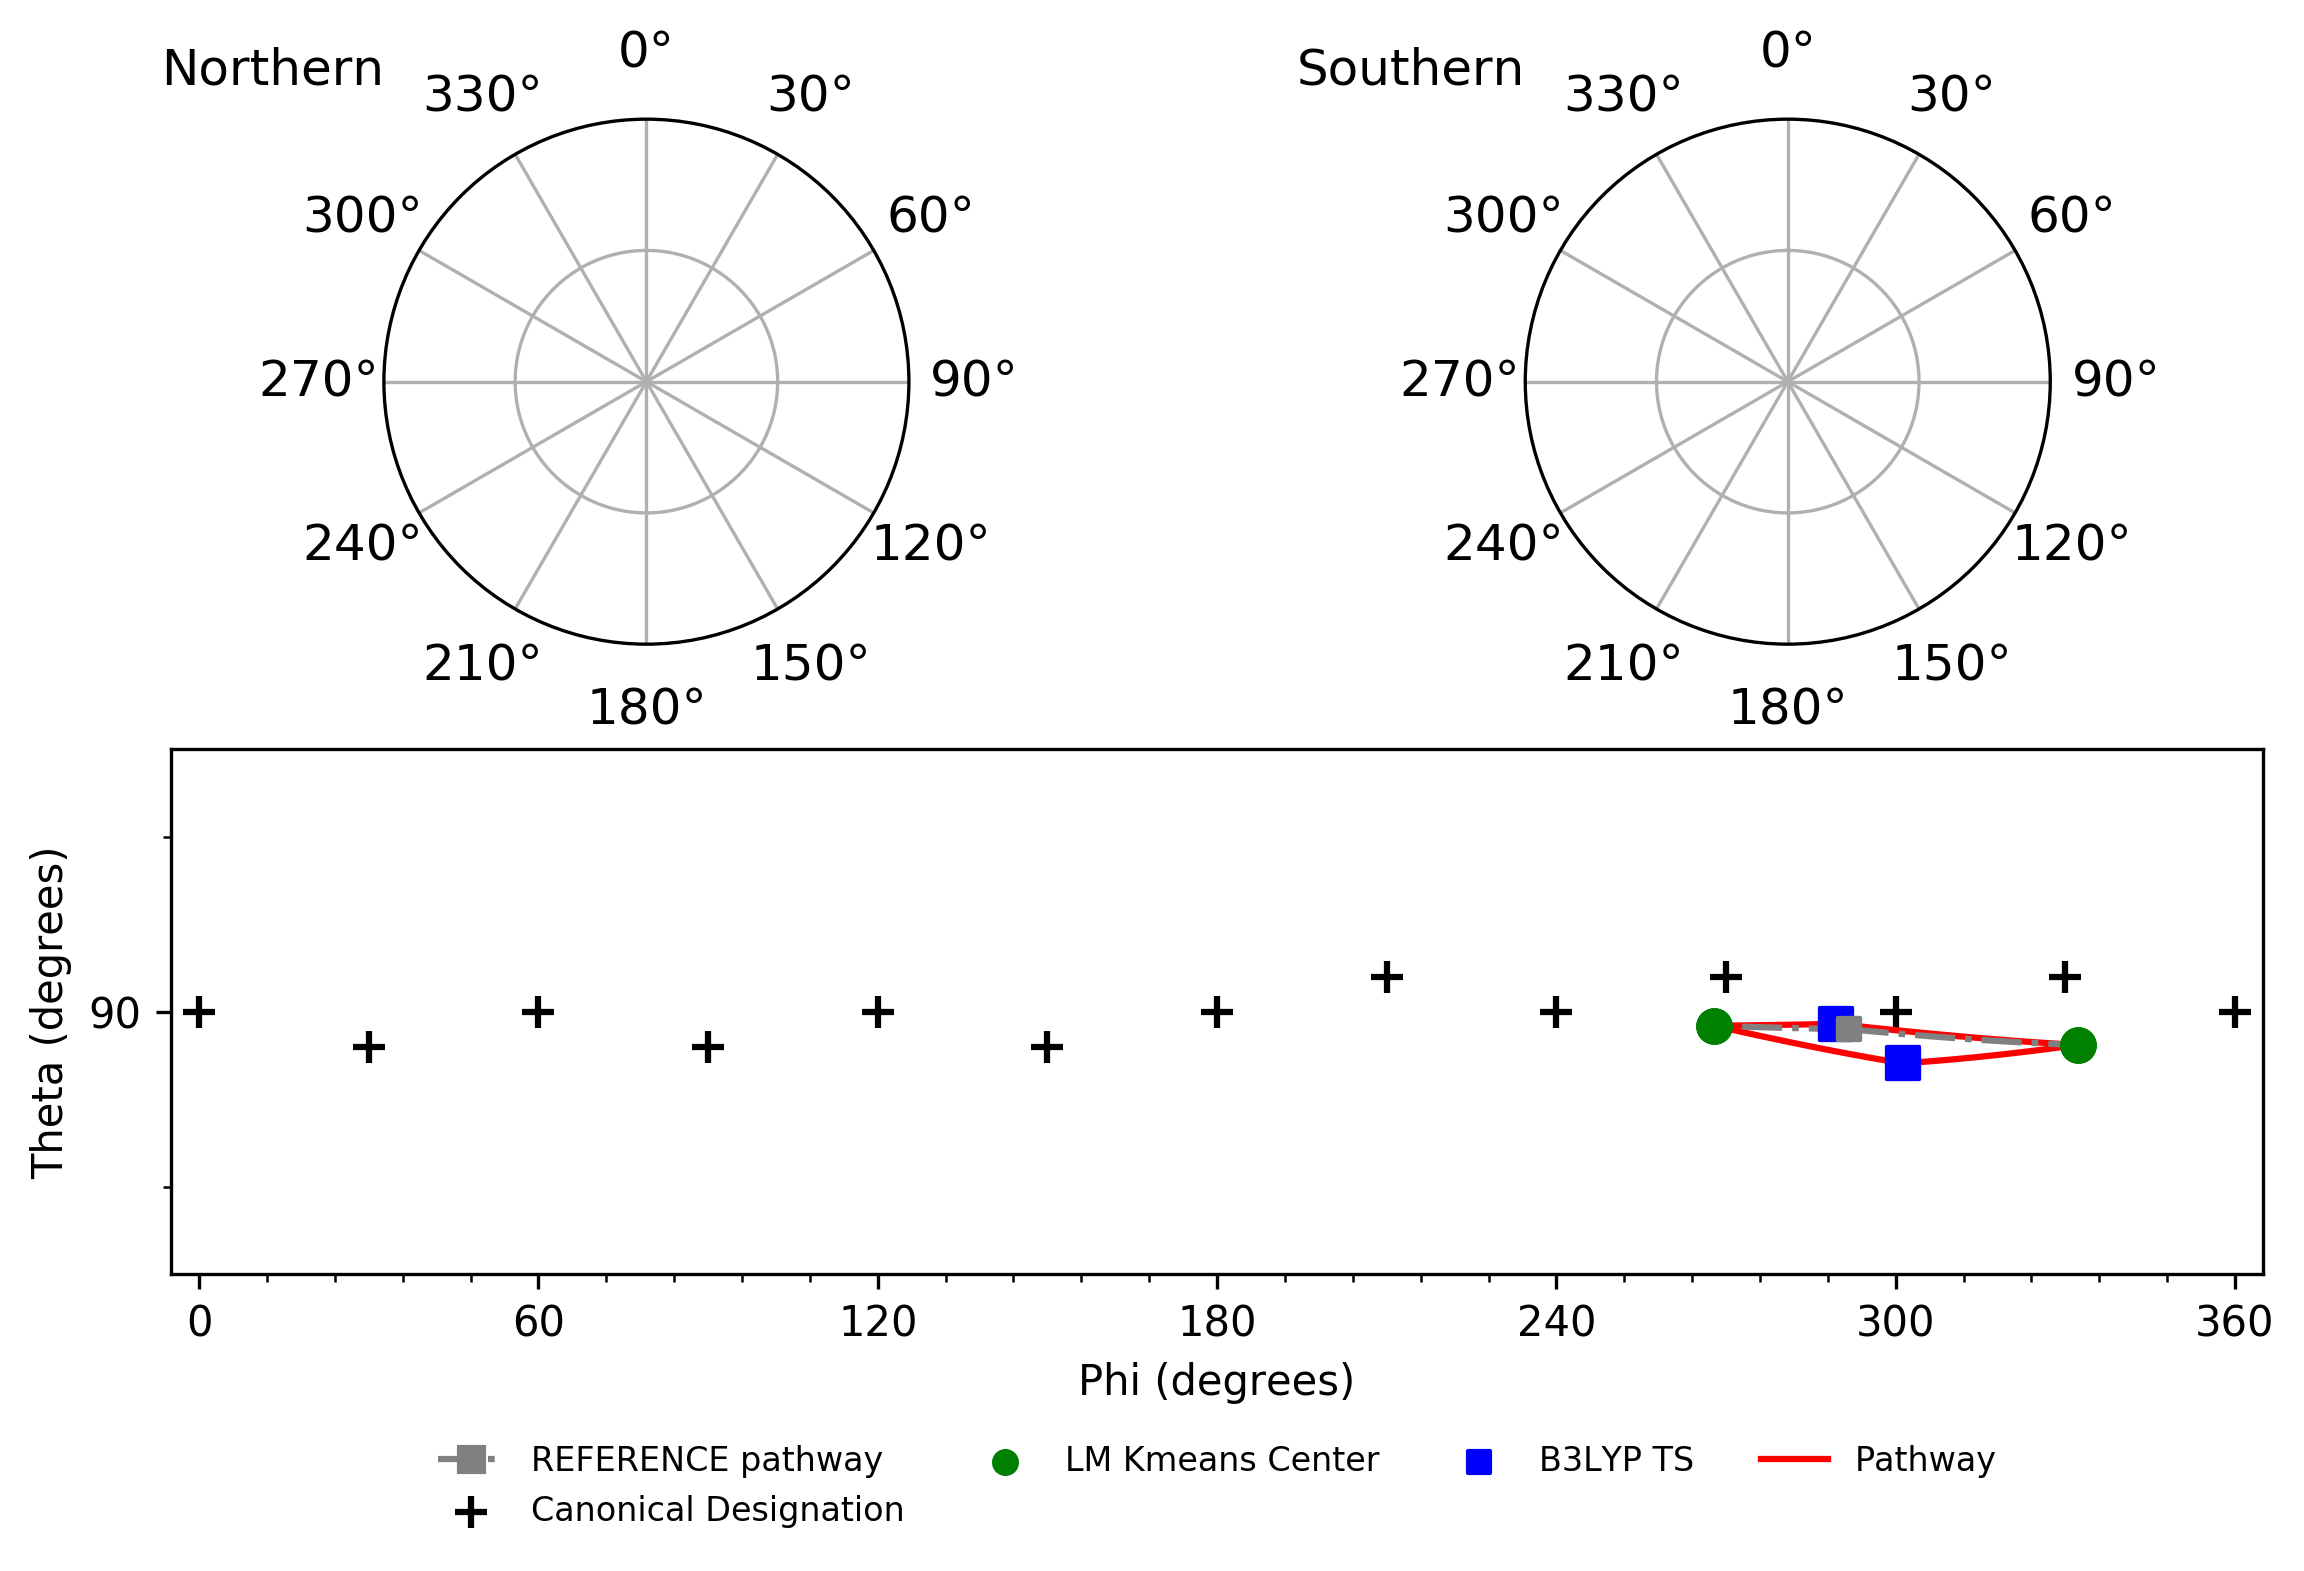 Northern
0°
330°
30°
300°
60°
270°
90°
240°
120°
210°
150°
180°
Southern
0°
330°
30°
300°
60°
270°
90°
240°
120°
210°
150°
180°
Theta (degrees)
90
0 60 120 180 240 300 360
Phi (degrees)
REFERENCE pathway
Canonical Designation
LM Kmeans Center
B3LYP TS
Pathway